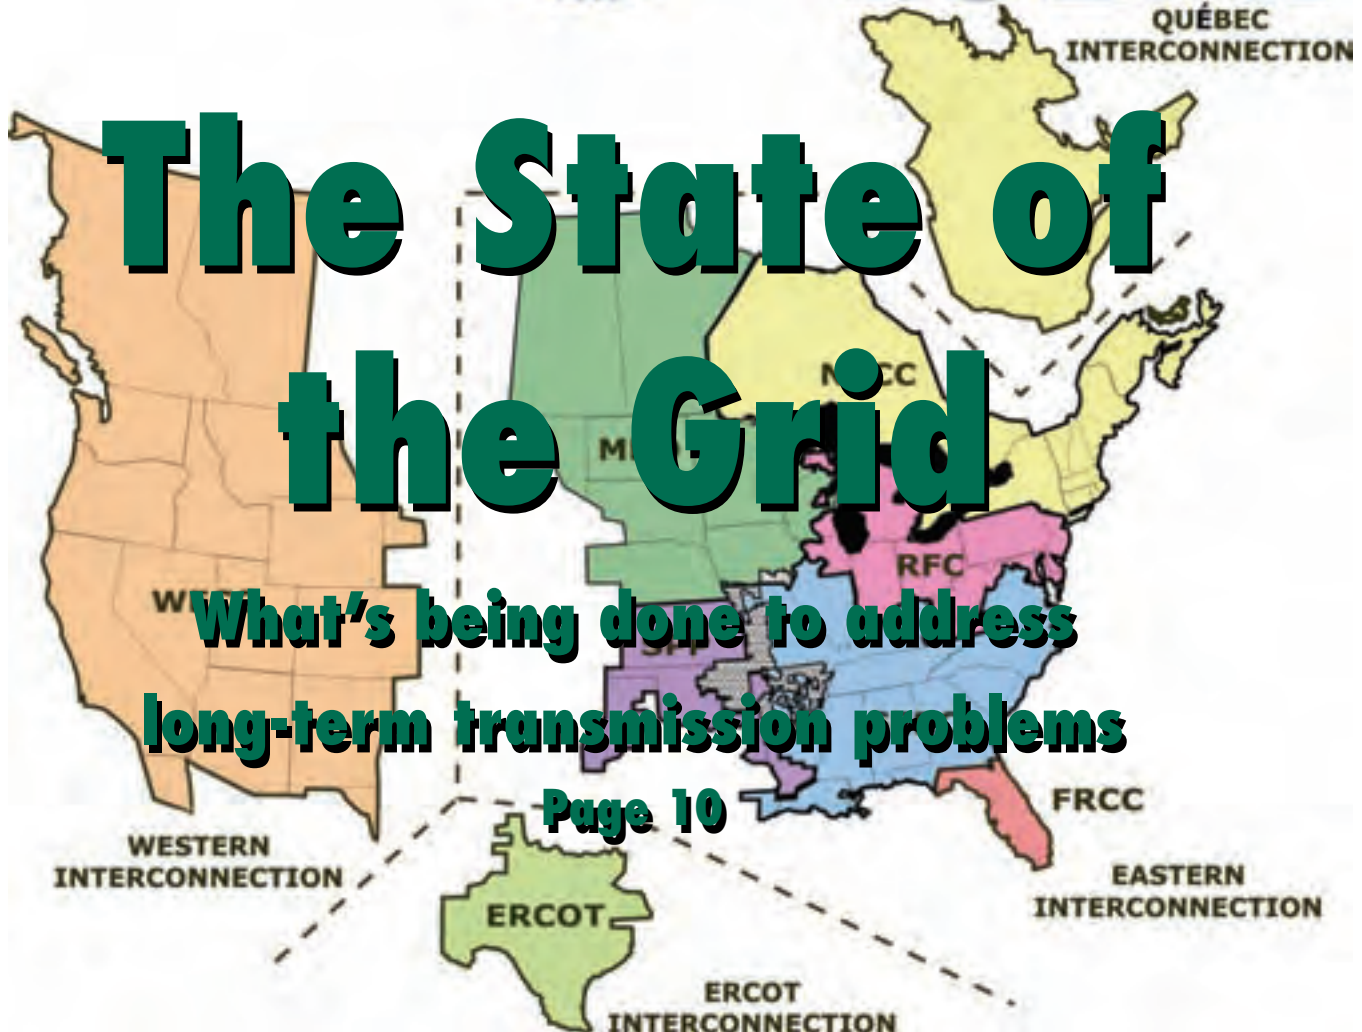 QUÉBEC
INTERCONNECTION
The State of
the Grid
RFC
What's being done to address
long-term transmission problems
Page 10
FRCC
WESTERN
INTERCONNECTION
EASTERN
INTERCONNECTION
ERCOT
ERCOT
INTERCONNECTION